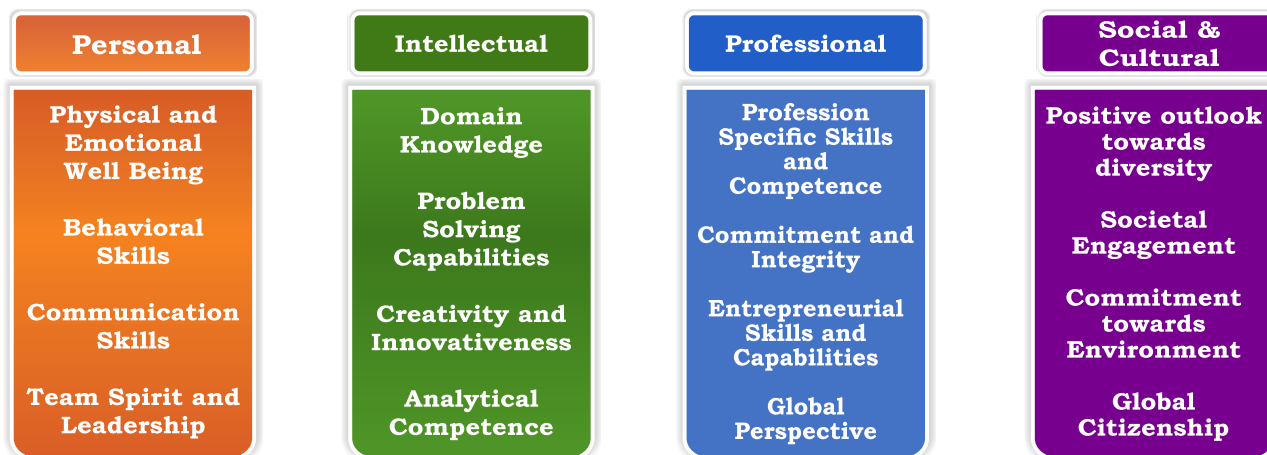 Personal
Physical and
Emotional
Well Being
Behavioral
Skills
Communication
Skills
Team Spirit and
Leadership
Intellectual
Domain
Knowledge
Problem
Solving
Capabilities
Creativity and
Innovativeness
Analytical
Competence
Professional
Profession
Specific Skills
and
Competence
Commitment and
Integrity
Entrepreneurial
Skills and
Capabilities
Global
Perspective
Social &
Cultural
Positive outlook
towards
diversity
Societal
Engagement
Commitment
towards
Environment
Global
Citizenship